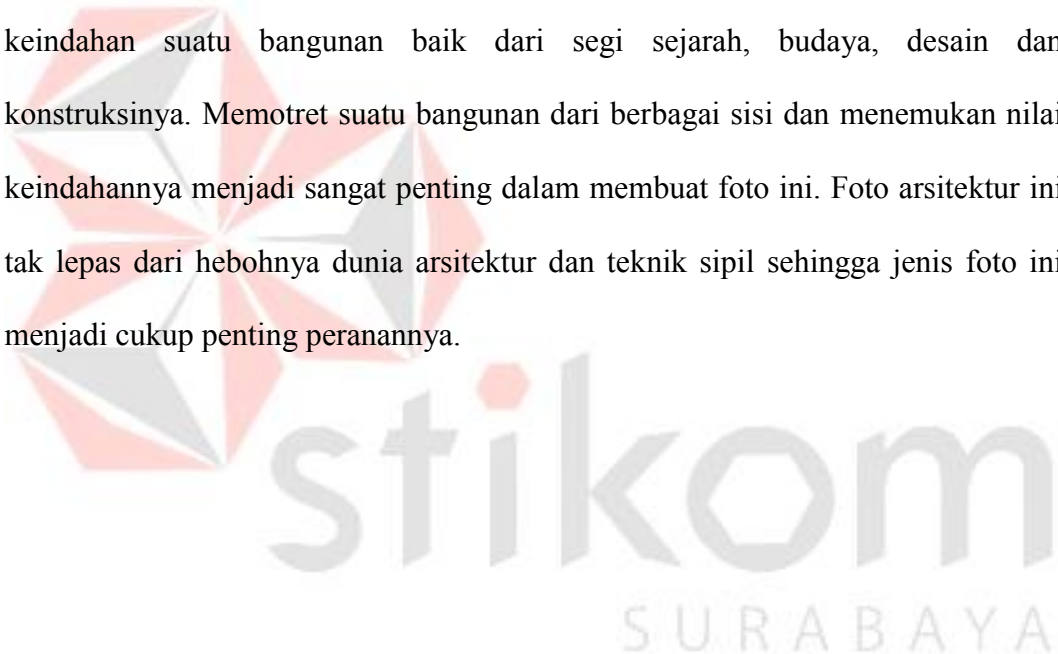 keindahan suatu bangunan baik dari segi sejarah, budaya, desain dan
konstruksinya. Memotret suatu bangunan dari berbagai sisi dan menemukan nilai
keindahannya menjadi sangat penting dalam membuat foto ini. Foto arsitektur ini
tak lepas dari hebohnya dunia arsitektur dan teknik sipil sehingga jenis foto ini
menjadi cukup penting peranannya.
stikom
SURABAYA